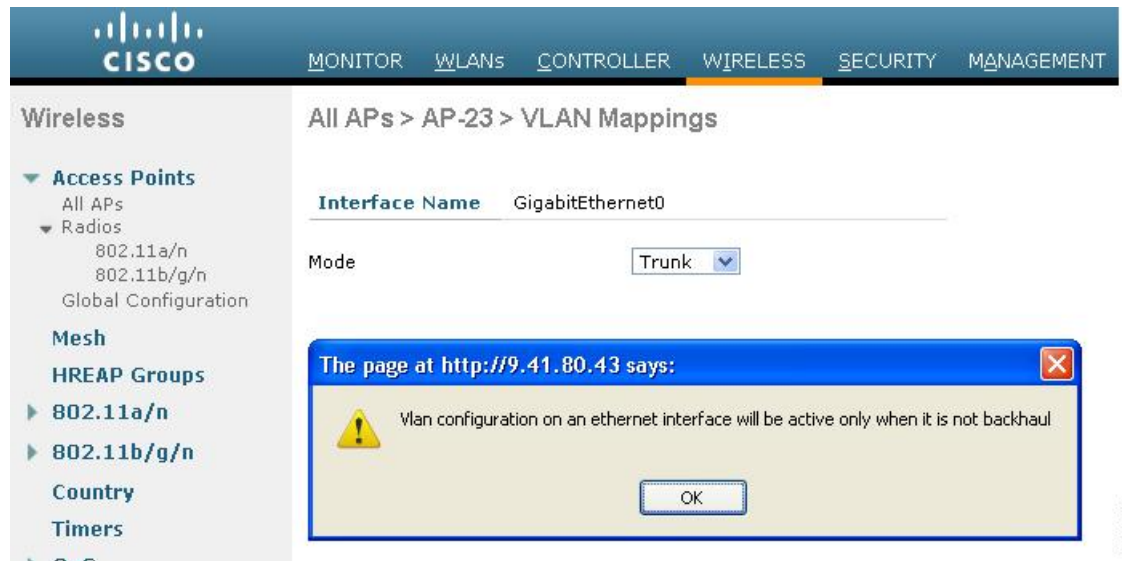 CISCO
MONITOR WLANs CONTROLLER WIRELESS SECURITY MANAGEMENT
Wireless
Access Points
All APs
Radios
802.11a/n
802.11b/g/n
Global Configuration
Mesh
HREAP Groups
802.11a/n
802.11b/g/n
Country
Timers
All APs > AP-23 > VLAN Mappings
Interface Name GigabitEthernet0
Mode Trunk
The page at http://9.41.80.43 says:
Vlan configuration on an ethernet interface will be active only when it is not backhaul
OK